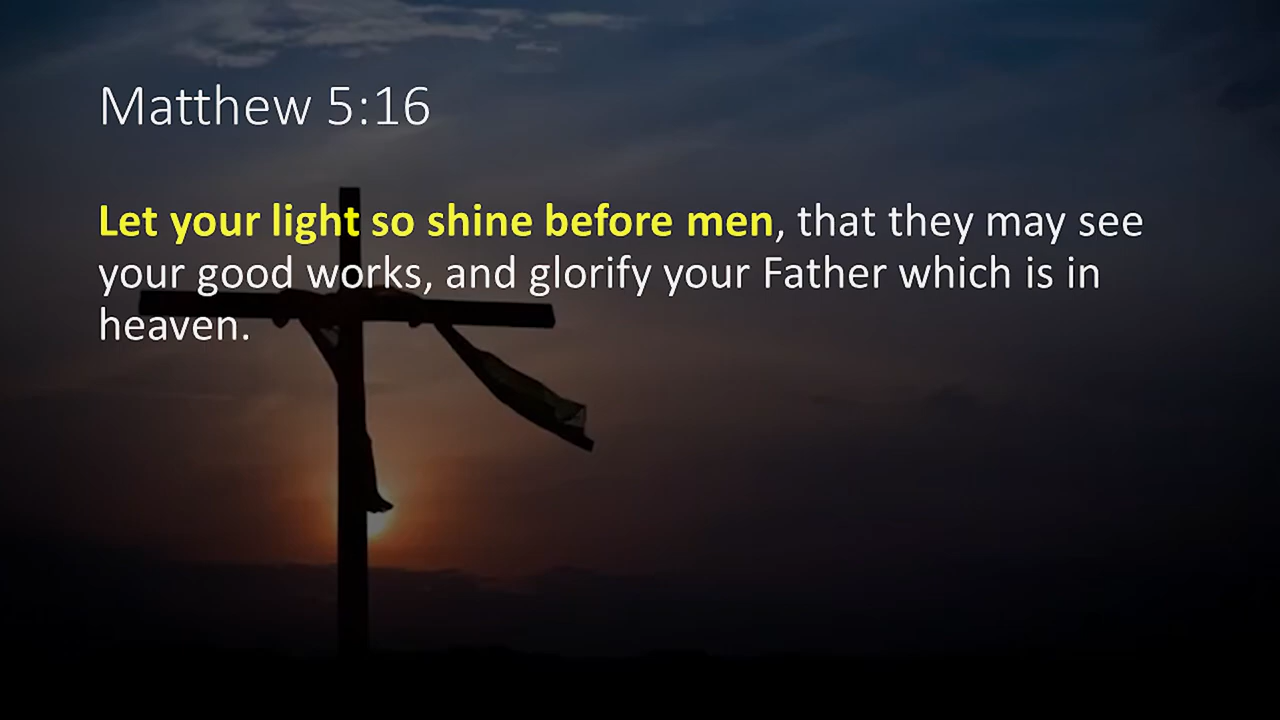 Matthew 5:16
Let your light so shine before men, that they may see
your good works, and glorify your Father which is in
heaven.